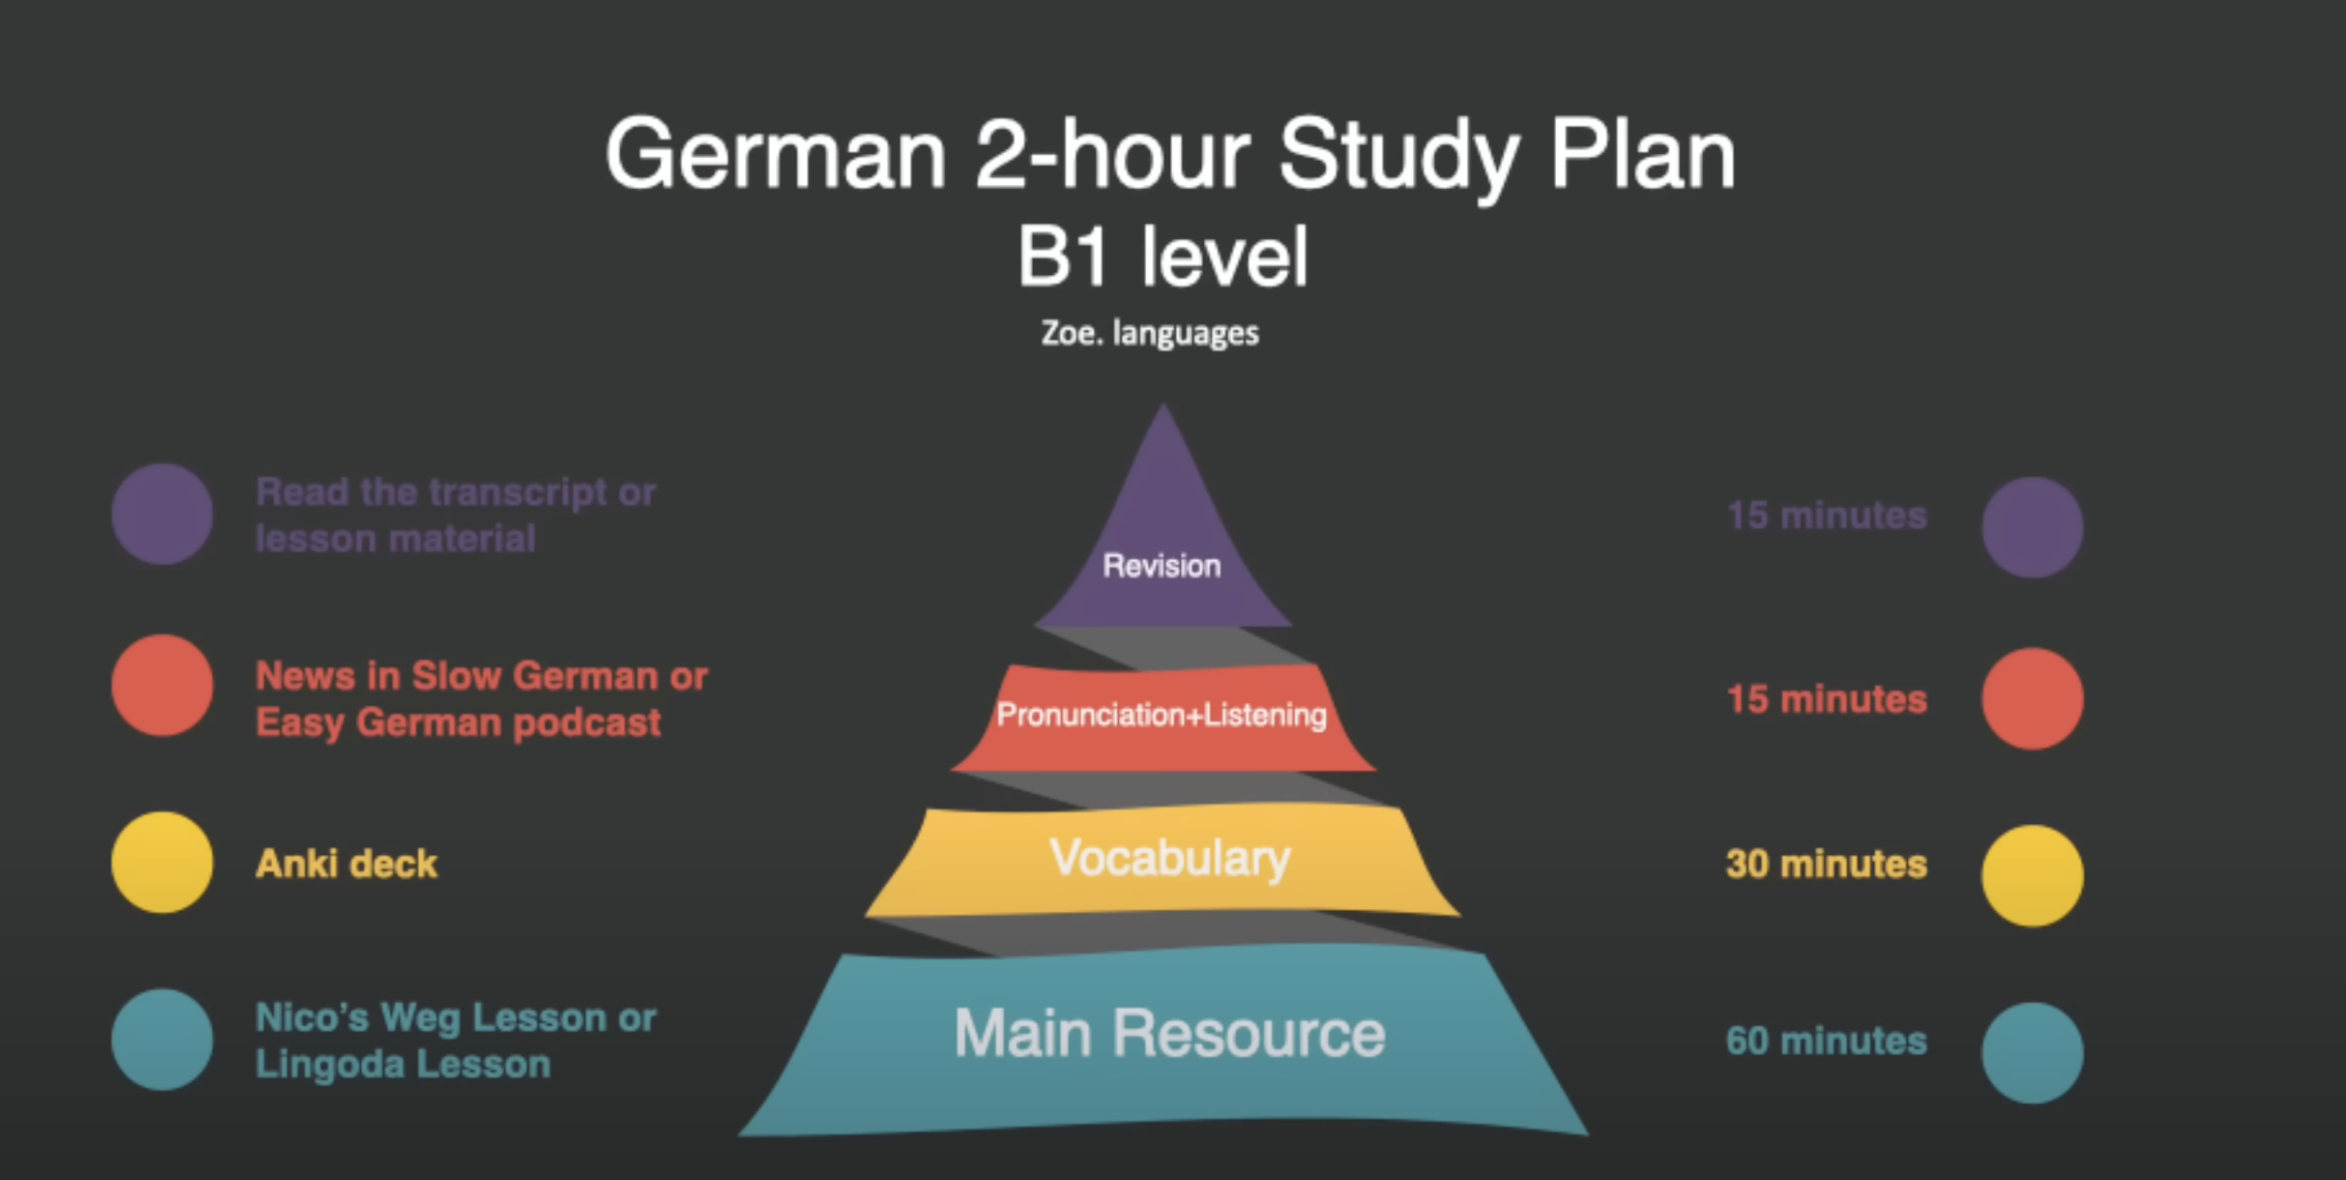 German 2-hour Study Plan
B1 level
Zoe. languages
Read the transcript or
lesson material
Revision
15 minutes
News in Slow German or
Easy German podcast
Pronunciation+Listening
15 minutes
Anki deck
Vocabulary
30 minutes
Nico's Weg Lesson or
Lingoda Lesson
Main Resource
60 minutes